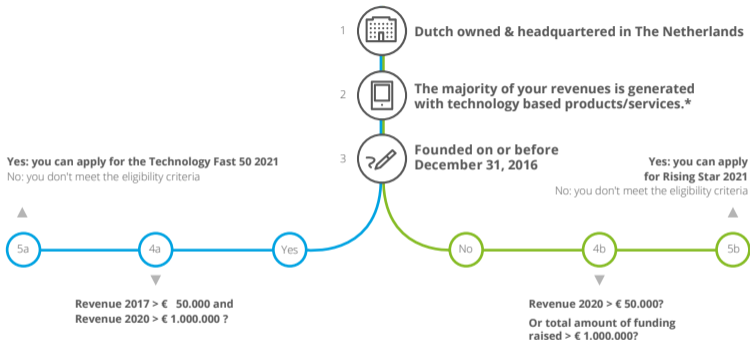 1
Dutch owned & headquartered in The Netherlands
2
The majority of your revenues is generated
with technology based products/services.*
3
Founded on or before
December 31, 2016
Yes: you can apply for the Technology Fast 50 2021
No: you don't meet the eligibility criteria
Yes: you can apply
for Rising Star 2021
No: you don't meet the eligibility criteria
5a
4a
Yes
No
4b
5b
Revenue 2017 > € 50.000 and
Revenue 2020 > € 1.000.000 ?
Revenue 2020 > € 50.000?
Or total amount of funding
raised > € 1.000.000?